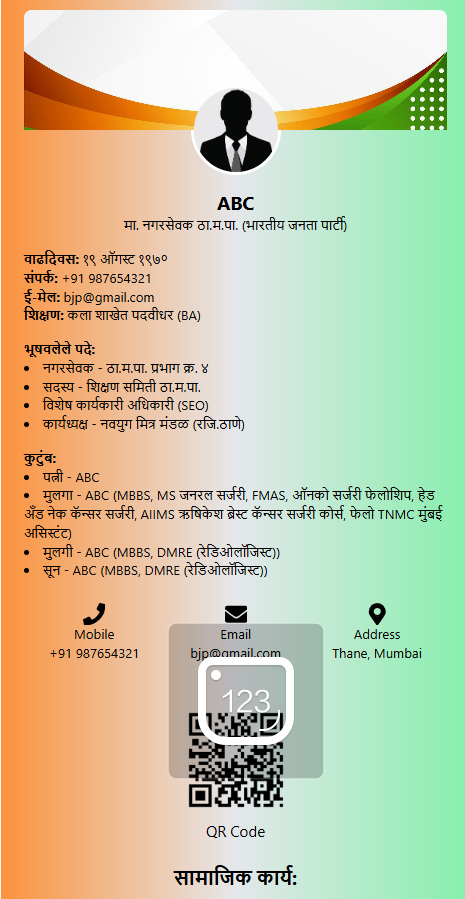 ABC
मा. नगरसेवक ठा.म.पा. (भारतीय जनता पार्टी)
वाढदिवस: १९ ऑगस्ट १९७०
संपर्क: +91 987654321
ई-मेल: bjp@gmail.com
शिक्षण: कला शाखेत पदवीधर (BA)
भूषवलेले पदे:
• नगरसेवक - ठा.म.पा. प्रभाग क्र. ४
• सदस्य - शिक्षण समिती ठा.म.पा.
• विशेष कार्यकारी अधिकारी (SEO)
• कार्यध्यक्ष - नवयुग मित्र मंडळ (रजि.ठाणे)
कुटुंब:
• पत्नी - ABC
• मुलगा - ABC (MBBS, MS जनरल सर्जरी, FMAS, ऑनको सर्जरी फेलोशिप, हेड
अँड नेक कॅन्सर सर्जरी, AIIMS ऋषिकेश ब्रेस्ट कॅन्सर सर्जरी कोर्स, फेलो TNMC मुंबई
असिस्टंट)
• मुलगी - ABC (MBBS, DMRE (रेडिओलॉजिस्ट))
• सून - ABC (MBBS, DMRE (रेडिओलॉजिस्ट))
Mobile Email Address
+91 987654321 bjp@gmail.com Thane, Mumbai
123
QR Code
सामाजिक कार्य: